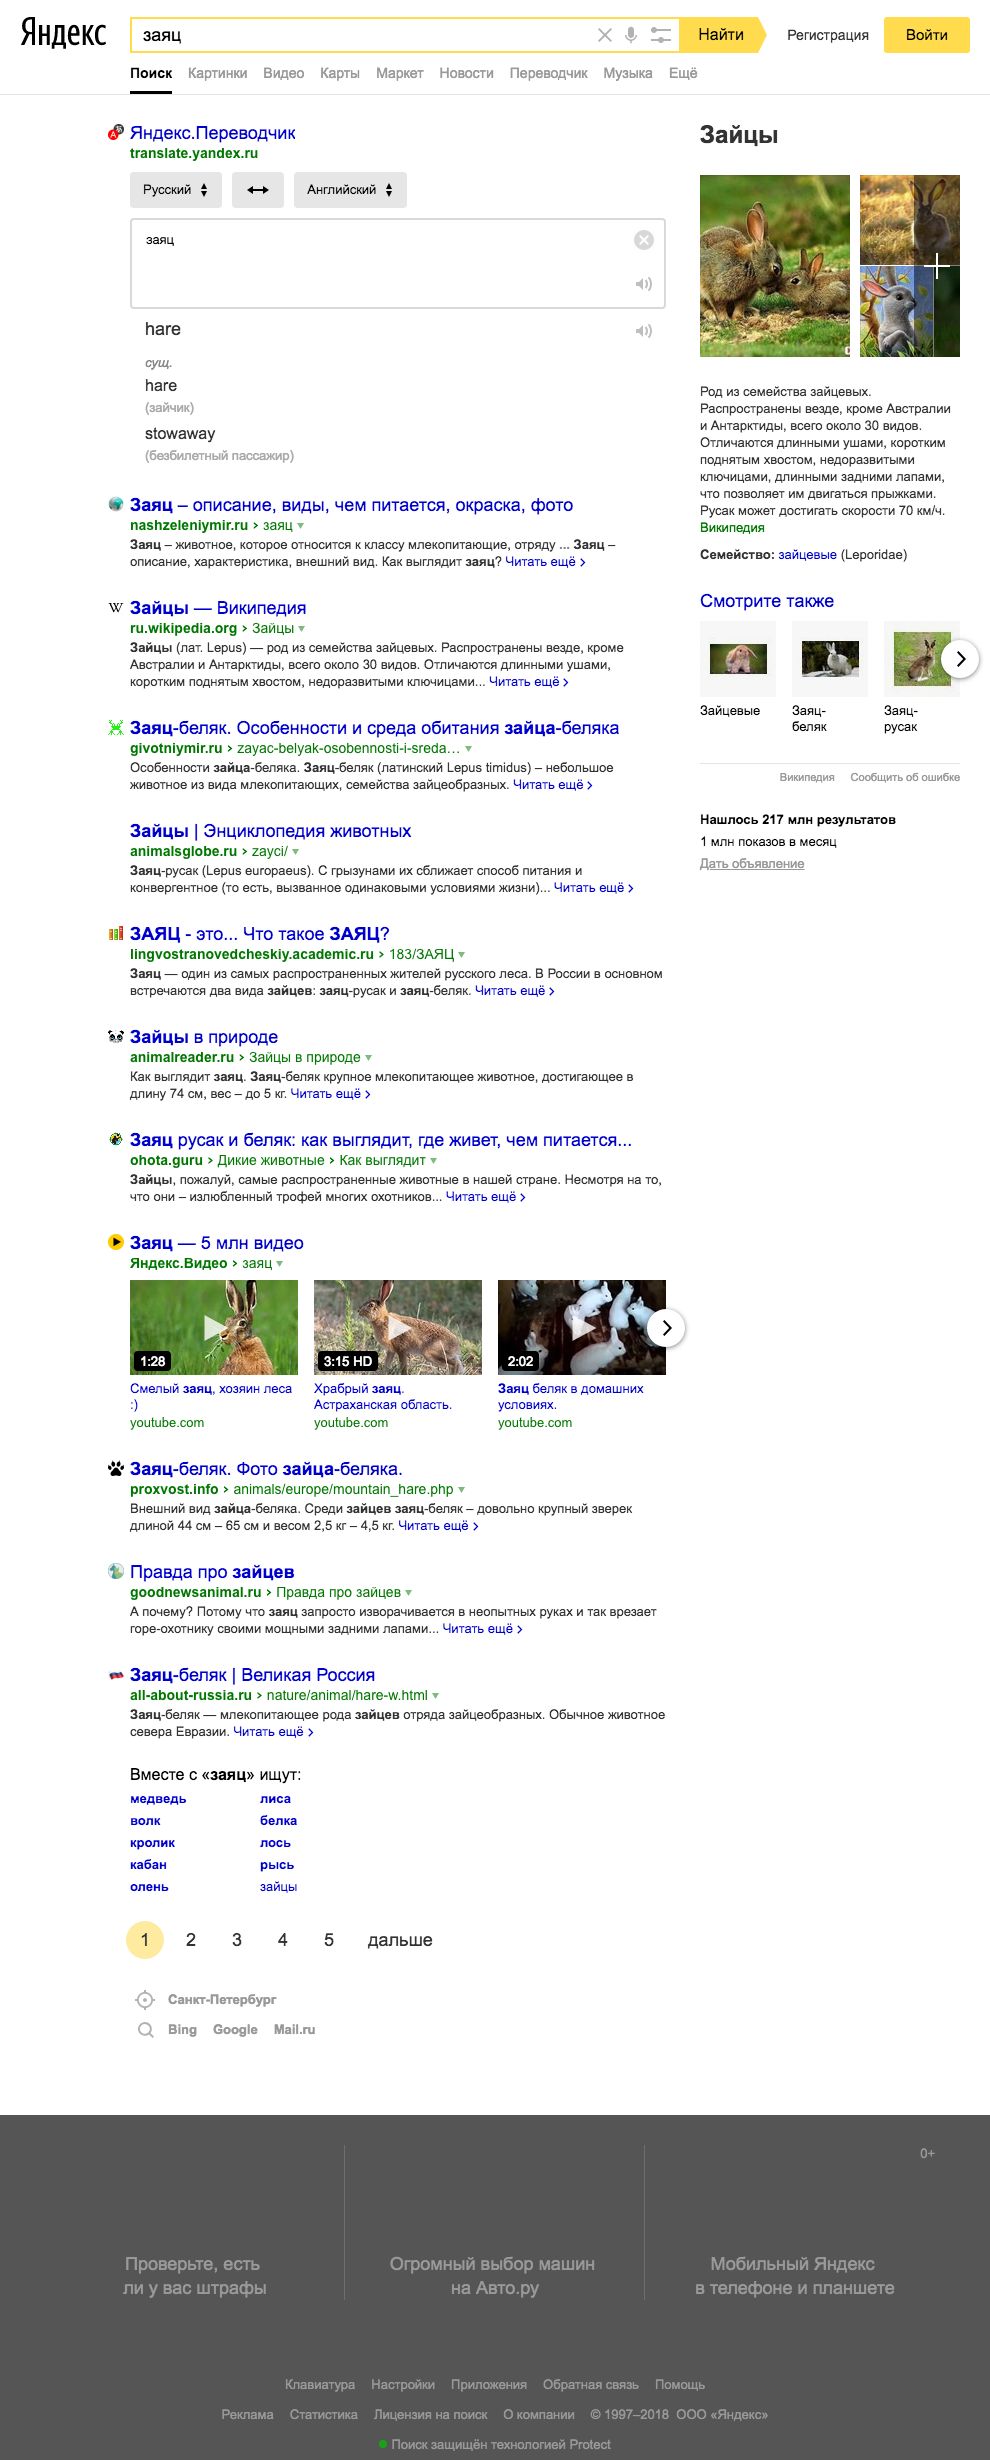 Яндекс
заяц
Найти
Регистрация
Войти
Поиск Картинки Видео Карты Маркет Новости Переводчик Музыка Ещё
Яндекс.Переводчик
translate.yandex.ru
Русский
Английский
заяц
hare
сущ.
hare
(зайчик)
stowaway
(безбилетный пассажир)
Заяц – описание, виды, чем питается, окраска, фото
nashzeleniymir.ru › заяц
Заяц – животное, которое относится к классу млекопитающие, отряду ... Заяц –
описание, характеристика, внешний вид. Как выглядит заяц? Читать ещё ›
Зайцы — Википедия
ru.wikipedia.org › Зайцы
Зайцы (лат. Lepus) — род из семейства зайцевых. Распространены везде, кроме
Австралии и Антарктиды, всего около 30 видов. Отличаются длинными ушами,
коротким поднятым хвостом, недоразвитыми ключицами... Читать ещё ›
Заяц-беляк. Особенности и среда обитания зайца-беляка
givotniymir.ru › zayac-belyak-osobennosti-i-sreda…
Особенности зайца-беляка. Заяц-беляк (латинский Lepus timidus) – небольшое
животное из вида млекопитающих, семейства зайцеобразных. Читать ещё ›
Зайцы | Энциклопедия животных
animalsglobe.ru › zayci/
Заяц-русак (Lepus europaeus). С грызунами их сближает способ питания и
конвергентное (то есть, вызванное одинаковыми условиями жизни)... Читать ещё ›
ЗАЯЦ - это... Что такое ЗАЯЦ?
lingvostranovedcheskiy.academic.ru › 183/ЗАЯЦ
Заяц — один из самых распространенных жителей русского леса. В России в основном
встречаются два вида зайцев: заяц-русак и заяц-беляк. Читать ещё ›
Зайцы в природе
animalreader.ru › Зайцы в природе
Как выглядит заяц. Заяц-беляк крупное млекопитающее животное, достигающее в
длину 74 см, вес – до 5 кг. Читать ещё ›
Заяц русак и беляк: как выглядит, где живет, чем питается...
ohota.guru › Дикие животные › Как выглядит
Зайцы, пожалуй, самые распространенные животные в нашей стране. Несмотря на то,
что они – излюбленный трофей многих охотников... Читать ещё ›
Заяц — 5 млн видео
Яндекс.Видео › заяц
1:28
3:15 HD
2:02
Смелый заяц, хозяин леса
:)
youtube.com
Храбрый заяц.
Астраханская область.
youtube.com
Заяц беляк в домашних
условиях.
youtube.com
Заяц-беляк. Фото зайца-беляка.
proxvost.info › animals/europe/mountain_hare.php
Внешний вид зайца-беляка. Среди зайцев заяц-беляк – довольно крупный зверек
длиной 44 см – 65 см и весом 2,5 кг – 4,5 кг. Читать ещё ›
Правда про зайцев
goodnewsanimal.ru › Правда про зайцев
А почему? Потому что заяц запросто изворачивается в неопытных руках и так врезает
горе-охотнику своими мощными задними лапами... Читать ещё ›
Заяц-беляк | Великая Россия
all-about-russia.ru › nature/animal/hare-w.html
Заяц-беляк — млекопитающее рода зайцев отряда зайцеобразных. Обычное животное
севера Евразии. Читать ещё ›
Вместе с «заяц» ищут:
медведь лиса
волк белка
кролик лось
кабан рысь
олень зайцы
1 2 3 4 5 дальше
Санкт-Петербург
Bing Google Mail.ru
Зайцы
Род из семейства зайцевых.
Распространены везде, кроме Австралии
и Антарктиды, всего около 30 видов.
Отличаются длинными ушами, коротким
поднятым хвостом, недоразвитыми
ключицами, длинными задними лапами,
что позволяет им двигаться прыжками.
Русак может достигать скорости 70 км/ч.
Википедия
Семейство: зайцевые (Leporidae)
Смотрите также
Зайцевые
Заяц-
беляк
Заяц-
русак
Википедия Сообщить об ошибке
Нашлось 217 млн результатов
1 млн показов в месяц
Дать объявление
0+
Проверьте, есть
ли у вас штрафы
Огромный выбор машин
на Авто.ру
Мобильный Яндекс
в телефоне и планшете
Клавиатура Настройки Приложения Обратная связь Помощь
Реклама Статистика Лицензия на поиск О компании © 1997–2018 ООО «Яндекс»
Поиск защищён технологией Protect